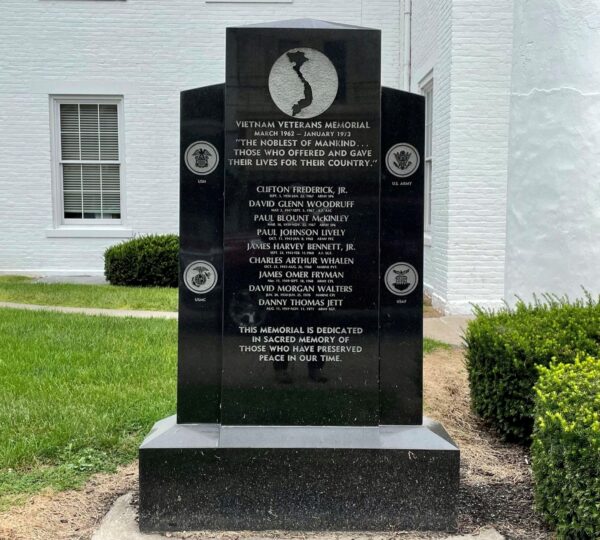 VIETNAM VETERANS MEMORIAL
MARCH 1962 – JANUARY 1973
"THE NOBLEST OF MANKIND...
THOSE WHO OFFERED AND GAVE
THEIR LIVES FOR THEIR COUNTRY."
USN
U.S. ARMY
CLIFTON FREDERICK, JR.
DAVID GLENN WOODRUFF
PAUL BLOUNT McKINLEY
PAUL JOHNSON LIVELY
JAMES HARVEY BENNETT, JR.
CHARLES ARTHUR WHALEN
JAMES OMER FRYMAN
DAVID MORGAN WALTERS
DANNY THOMAS JETT
USMC
USAF
THIS MEMORIAL IS DEDICATED
IN SACRED MEMORY OF
THOSE WHO HAVE PRESERVED
PEACE IN OUR TIME.